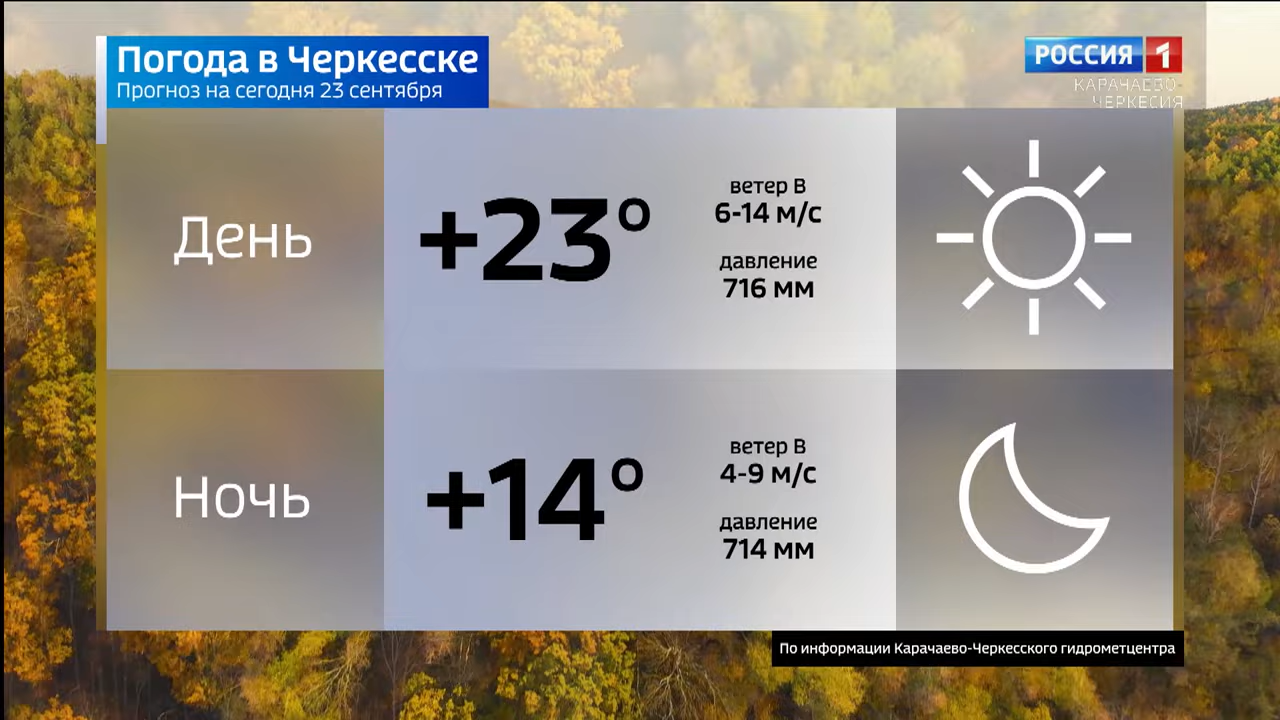 Погода в Черкесске
Прогноз на сегодня 23 сентября
РОССИЯ 1
КАРАЧАЕВО-
ЧЕРКЕСИЯ
День
+23°
ветер В
6-14 м/с
давление
716 мм
Ночь
+14°
ветер В
4-9 м/с
давление
714 мм
По информации Карачаево-Черкесского гидрометцентра